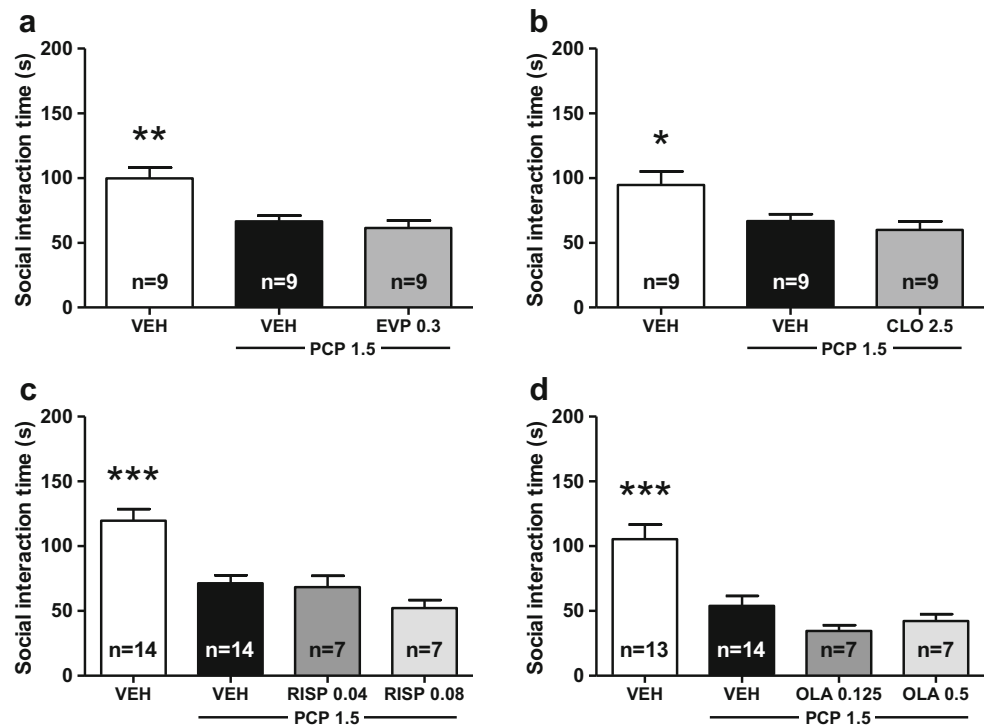 a
Social interaction time (s)
200
150
100
50
0
**
n=9
n=9
n=9
VEH
VEH
EVP 0.3
PCP 1.5
b
Social interaction time (s)
200
150
100
50
0
*
n=9
n=9
n=9
VEH
VEH
CLO 2.5
PCP 1.5
c
Social interaction time (s)
200
150
100
50
0
***
n=14
n=14
n=7
n=7
VEH
VEH
RISP 0.04
RISP 0.08
PCP 1.5
d
Social interaction time (s)
200
150
100
50
0
***
n=13
n=14
n=7
n=7
VEH
VEH
OLA 0.125
OLA 0.5
PCP 1.5